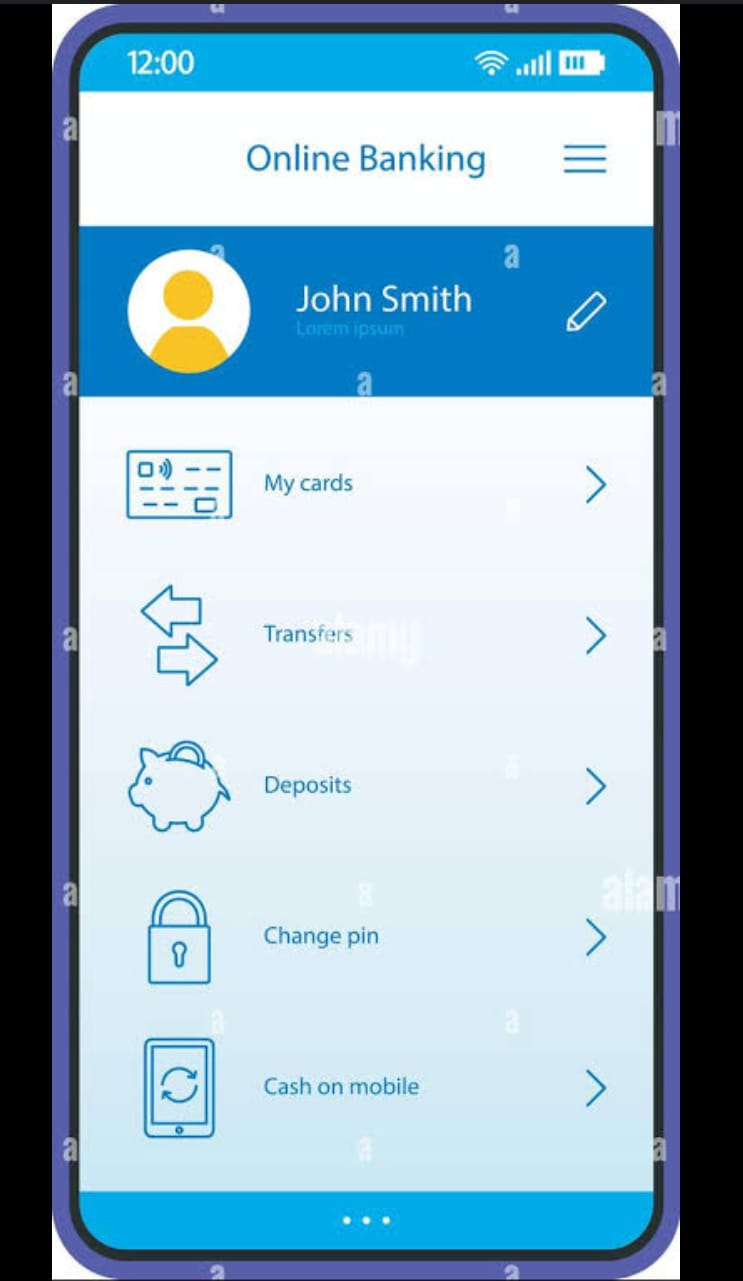 12:00
Online Banking
John Smith
Lorem ipsum
My cards
Transfers
Deposits
Change pin
Cash on mobile
alamy